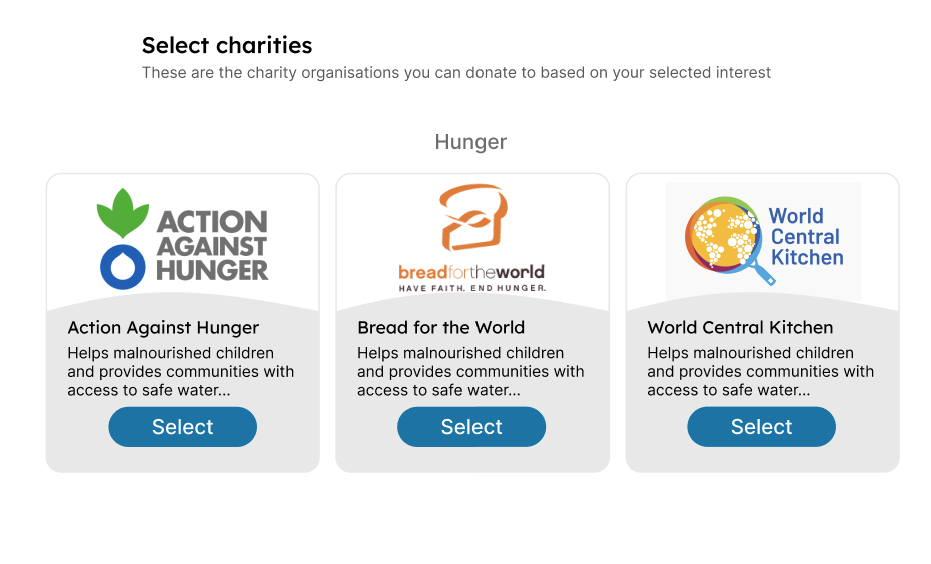 Select charities
These are the charity organisations you can donate to based on your selected interest
Hunger
ACTION
AGAINST
HUNGER
Action Against Hunger
Helps malnourished children
and provides communities with
access to safe water...
Select
breadfortheworld
HAVE FAITH. END HUNGER.
Bread for the World
Helps malnourished children
and provides communities with
access to safe water...
Select
World
Central
Kitchen
World Central Kitchen
Helps malnourished children
and provides communities with
access to safe water...
Select